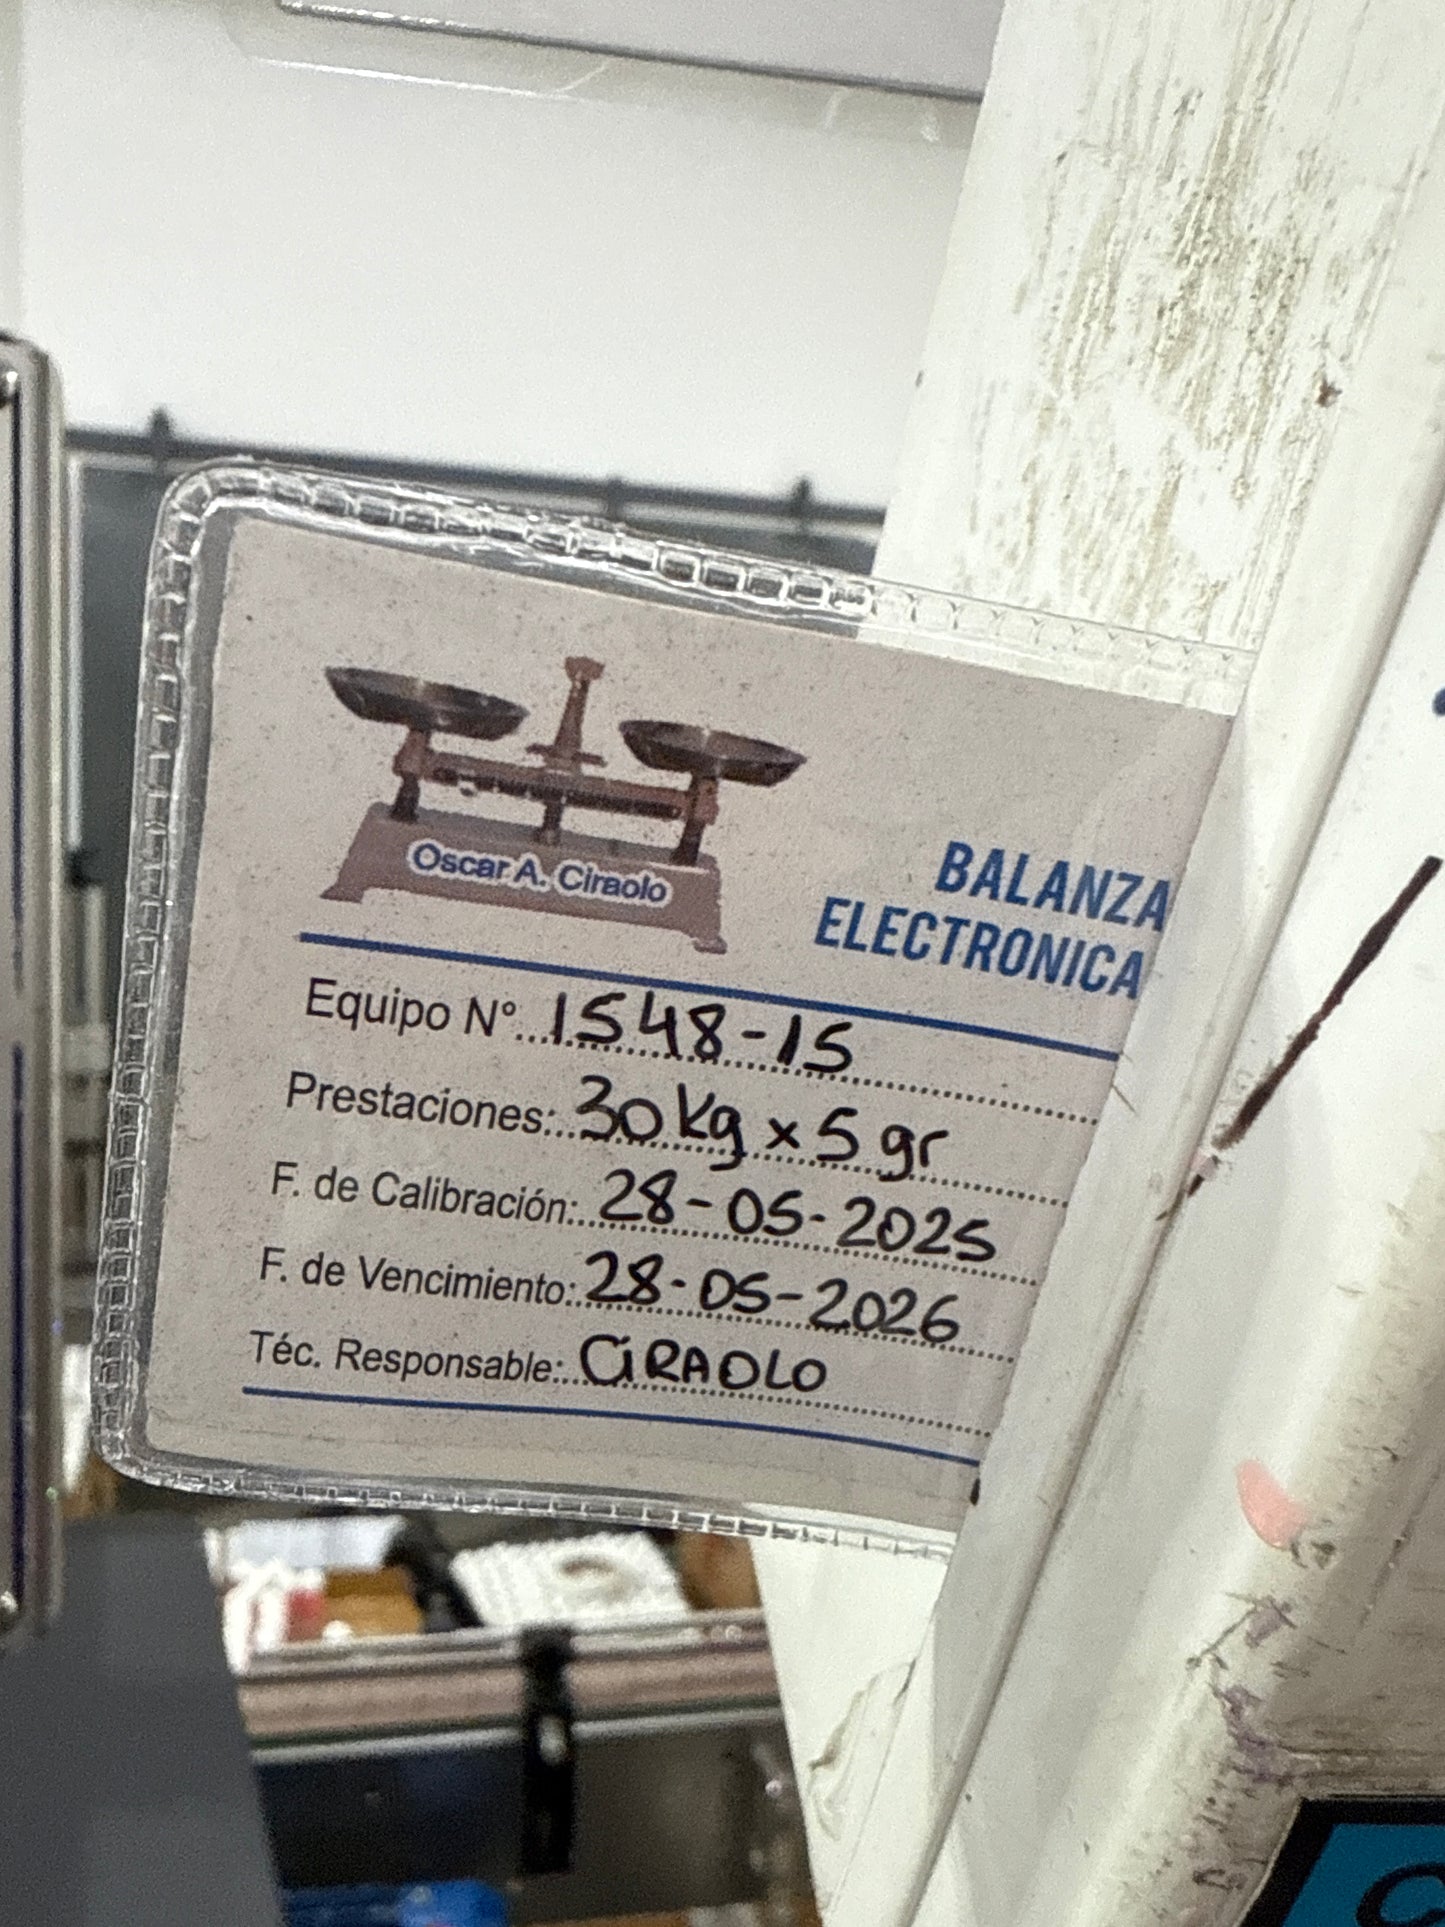 Oscar A. Ciraolo
BALANZA
ELECTRONICA
Equipo N°. 1548-15
Prestaciones: 30 kg x 5 gr
F. de Calibración: 28-05-2025
F. de Vencimiento: 28-05-2026
Téc. Responsable: CIRAOLO